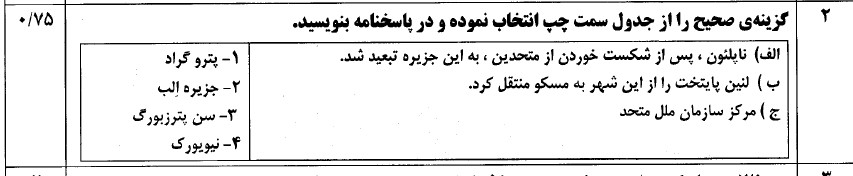 ۲ گزینه‌ی صحیح را از جدول سمت چپ انتخاب نموده و در پاسخنامه بنویسید. ۰/۷۵
الف) ناپلئون ، پس از شکست خوردن از متحدین ، به این جزیره تبعید شد.
ب ) لنین پایتخت را از این شهر به مسکو منتقل کرد.
ج ) مرکز سازمان ملل متحد
۱- پترو گراد
۲- جزیره اِلب
۳- سن پترزبورگ
۴- نیویورک
۳